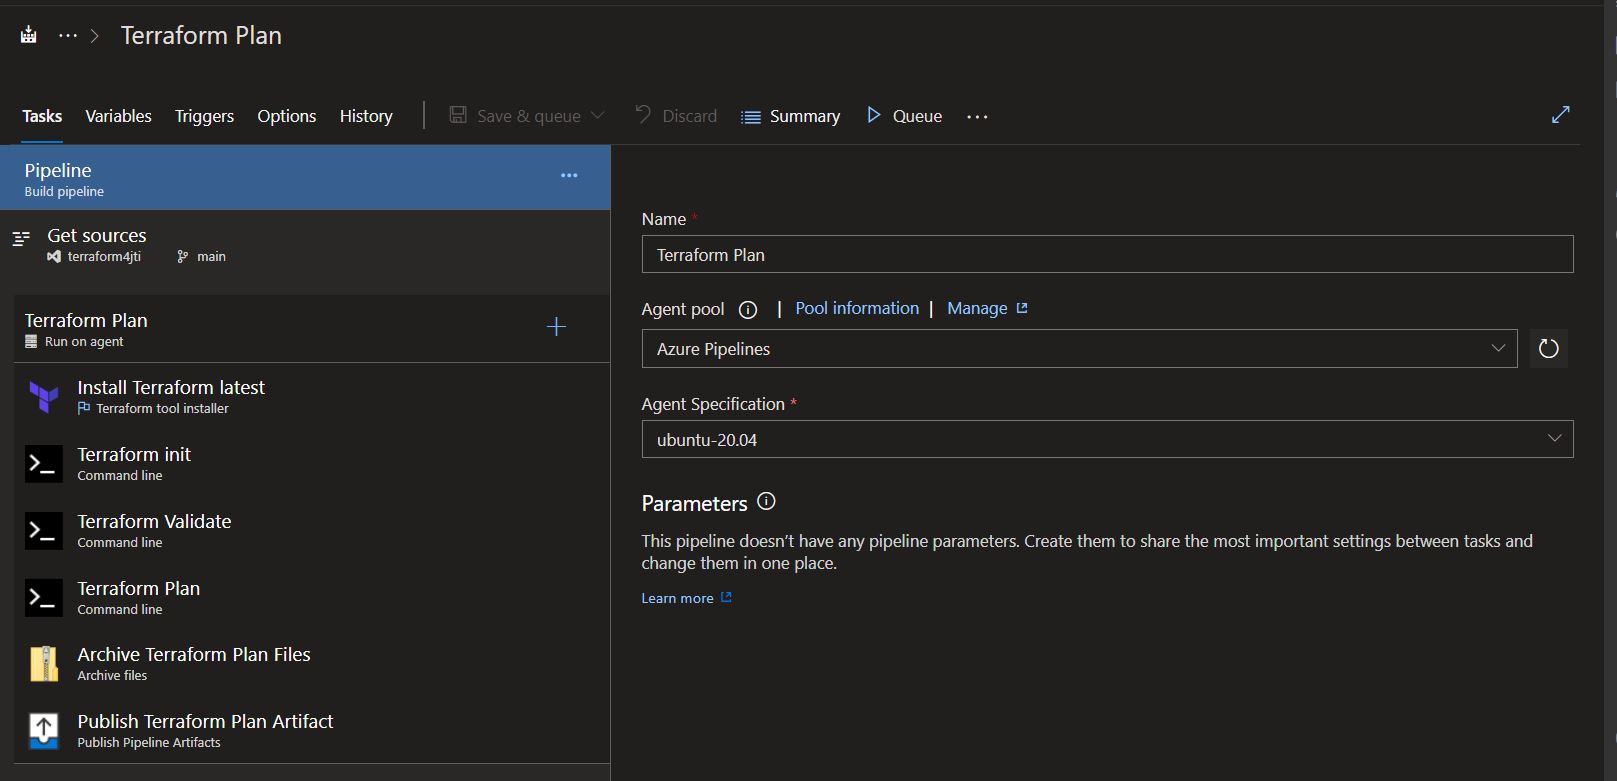 ··· > Terraform Plan
Tasks Variables Triggers Options History | Save & queue Discard Summary Queue ···
Pipeline ···
Build pipeline
Get sources
terraform4jti main
Terraform Plan
Run on agent
Install Terraform latest
Terraform tool installer
Terraform init
Command line
Terraform Validate
Command line
Terraform Plan
Command line
Archive Terraform Plan Files
Archive files
Publish Terraform Plan Artifact
Publish Pipeline Artifacts
Name *
Terraform Plan
Agent pool | Pool information | Manage
Azure Pipelines
Agent Specification *
ubuntu-20.04
Parameters
This pipeline doesn’t have any pipeline parameters. Create them to share the most important settings between tasks and
change them in one place.
Learn more